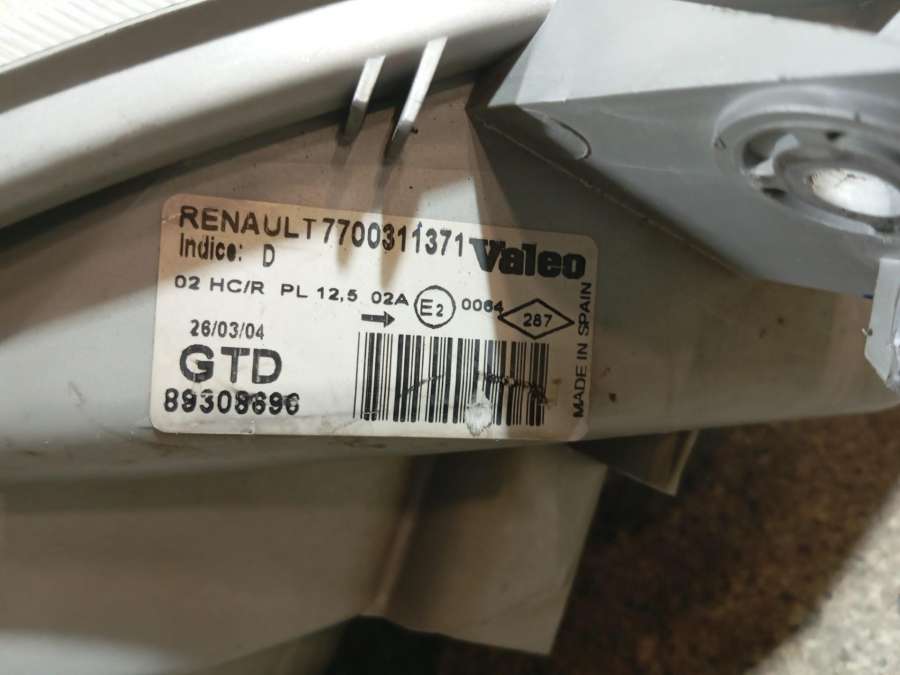 RENAULT 7700311371 Valeo
Indice: D
02 HC/R PL 12,5 02A E2 0064 287
26/03/04
GTD
89308696
MADE IN SPAIN